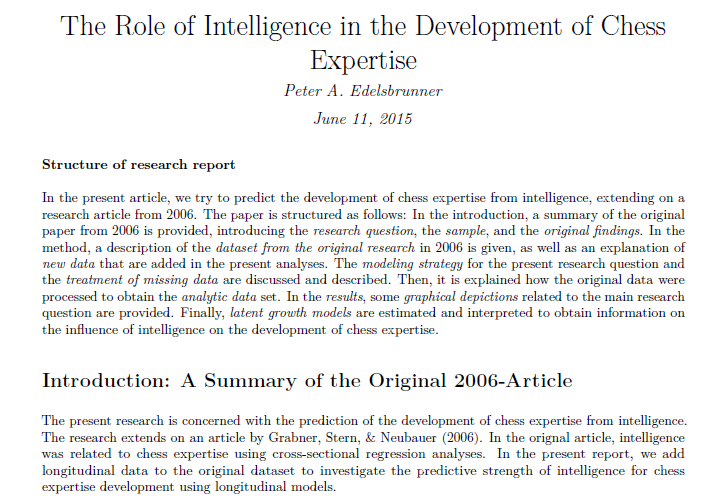 The Role of Intelligence in the Development of Chess
Expertise
Peter A. Edelsbrunner
June 11, 2015
Structure of research report
In the present article, we try to predict the development of chess expertise from intelligence, extending on a
research article from 2006. The paper is structured as follows: In the introduction, a summary of the original
paper from 2006 is provided, introducing the research question, the sample, and the original findings. In the
method, a description of the dataset from the original research in 2006 is given, as well as an explanation of
new data that are added in the present analyses. The modeling strategy for the present research question and
the treatment of missing data are discussed and described. Then, it is explained how the original data were
processed to obtain the analytic data set. In the results, some graphical depictions related to the main research
question are provided. Finally, latent growth models are estimated and interpreted to obtain information on
the influence of intelligence on the development of chess expertise.
Introduction: A Summary of the Original 2006-Article
The present research is concerned with the prediction of the development of chess expertise from intelligence.
The research extends on an article by Grabner, Stern, & Neubauer (2006). In the orignal article, intelligence
was related to chess expertise using cross-sectional regression analyses. In the present report, we add
longitudinal data to the original dataset to investigate the predictive strength of intelligence for chess
expertise development using longitudinal models.